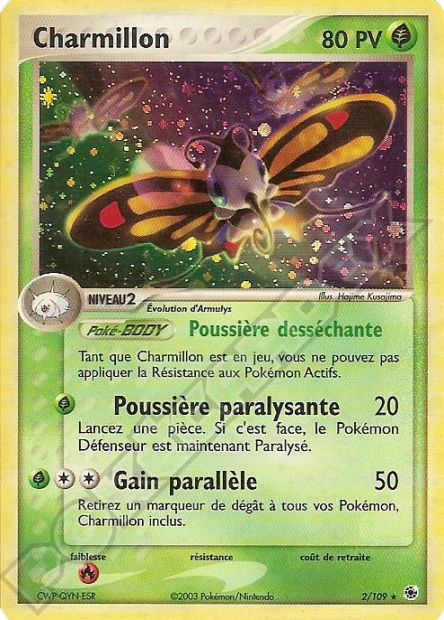 Charmillon 80 PV
Illus. Hajime Kusajima
NIVEAU2
Évolution d'Armulys
Poké-BODY Poussière desséchante
Tant que Charmillon est en jeu, vous ne pouvez pas
appliquer la Résistance aux Pokémon Actifs.
Poussière paralysante 20
Lancez une pièce. Si c'est face, le Pokémon
Défenseur est maintenant Paralysé.
Gain parallèle 50
Retirez un marqueur de dégât à tous vos Pokémon,
Charmillon inclus.
faiblesse résistance coût de retraite
CWP-QYN-ESR ©2003 Pokémon/Nintendo 2/109 ★